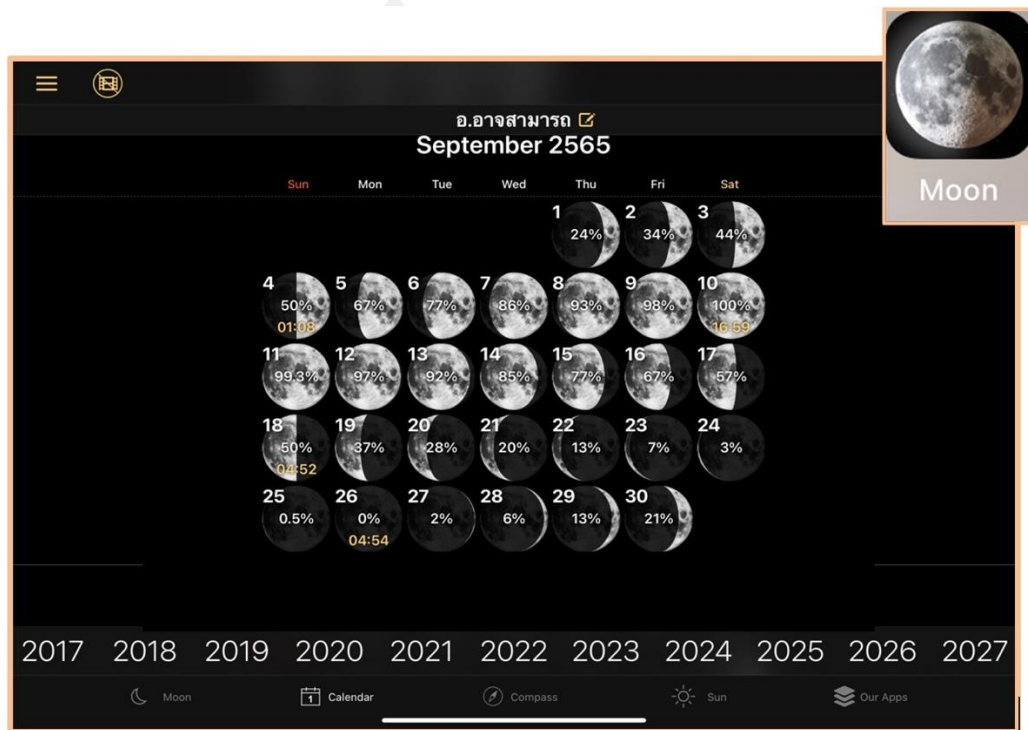 อ.อาจสามารถ
September 2565
Moon
Sun Mon Tue Wed Thu Fri Sat
1 24% 2 34% 3 44%
4 50% 01:08 5 67% 6 77% 7 86% 8 93% 9 98% 10 100% 16:59
11 99.3% 12 97% 13 92% 14 85% 15 77% 16 67% 17 57%
18 50% 04:52 19 37% 20 28% 21 20% 22 13% 23 7% 24 3%
25 0.5% 26 0% 04:54 27 2% 28 6% 29 13% 30 21%
2017 2018 2019 2020 2021 2022 2023 2024 2025 2026 2027
Moon Calendar Compass Sun Our Apps